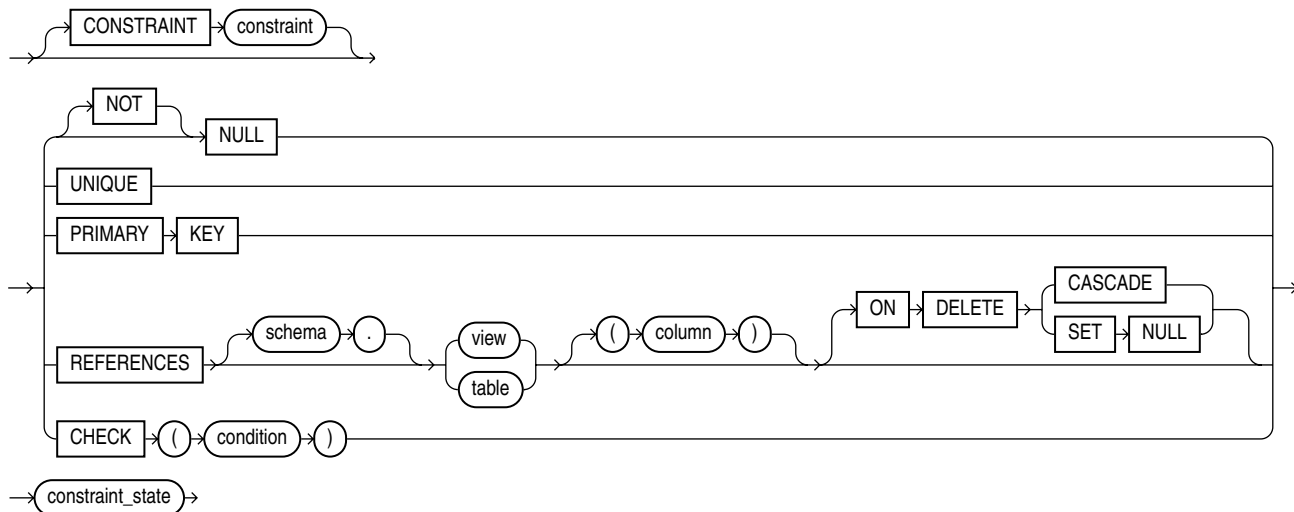 CONSTRAINT constraint
NOT
NULL
UNIQUE
PRIMARY KEY
CASCADE
ON DELETE
SET NULL
schema .
view
( column )
REFERENCES
table
CHECK ( condition )
constraint_state